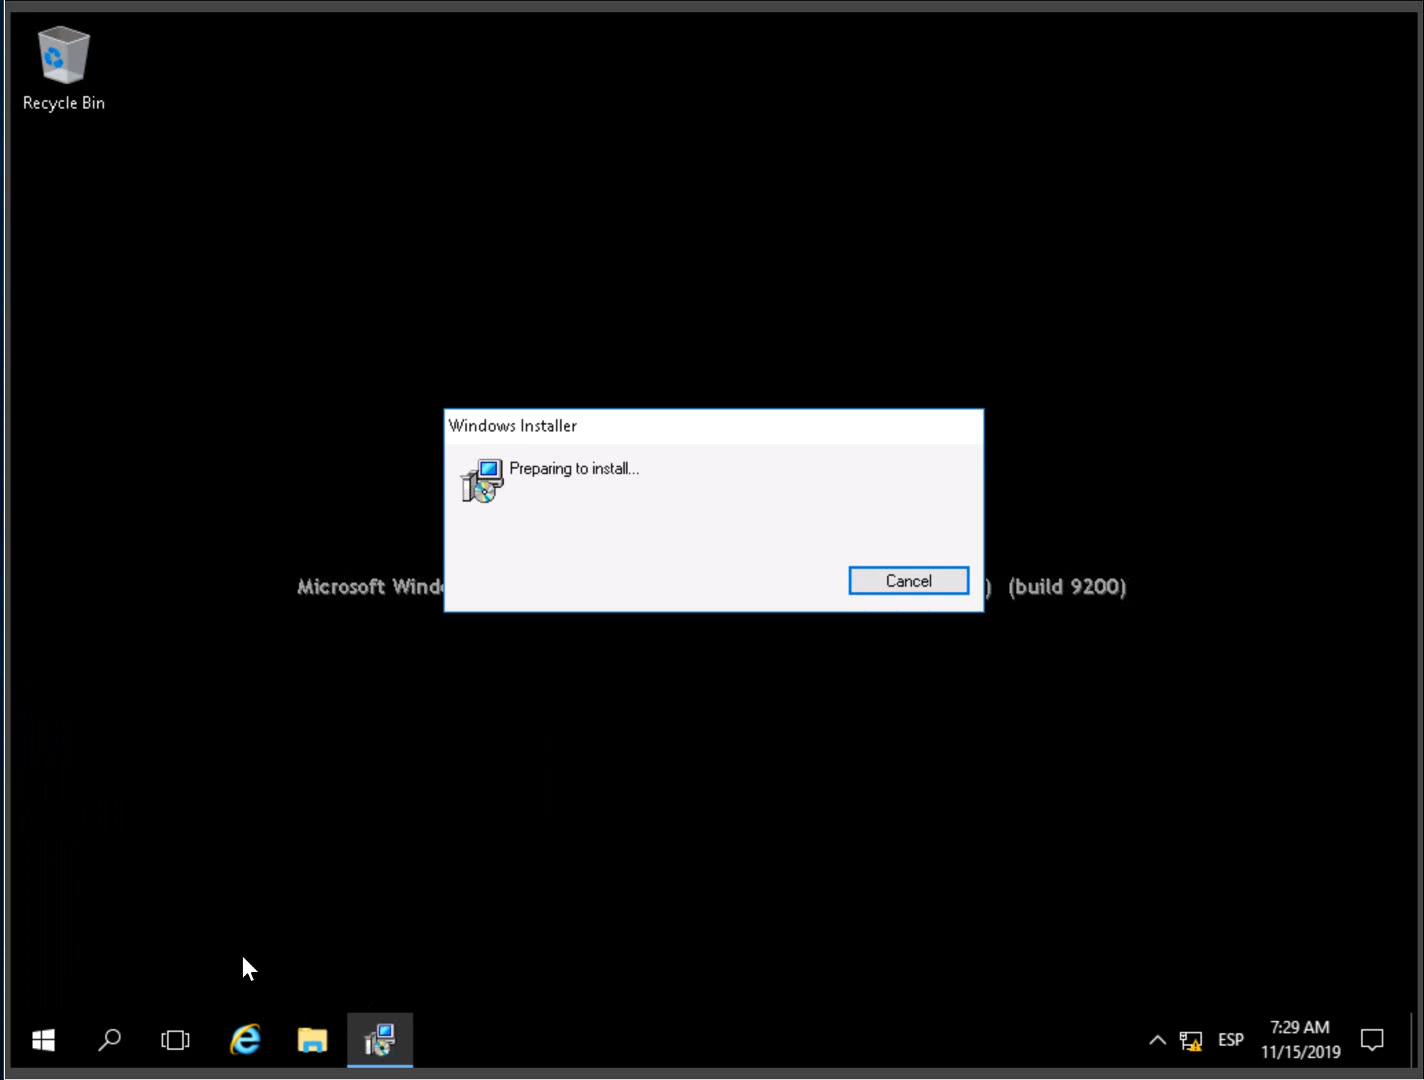 Recycle Bin
Windows Installer
Preparing to install...
Cancel
Microsoft Wind
) (build 9200)
ESP
7:29 AM
11/15/2019